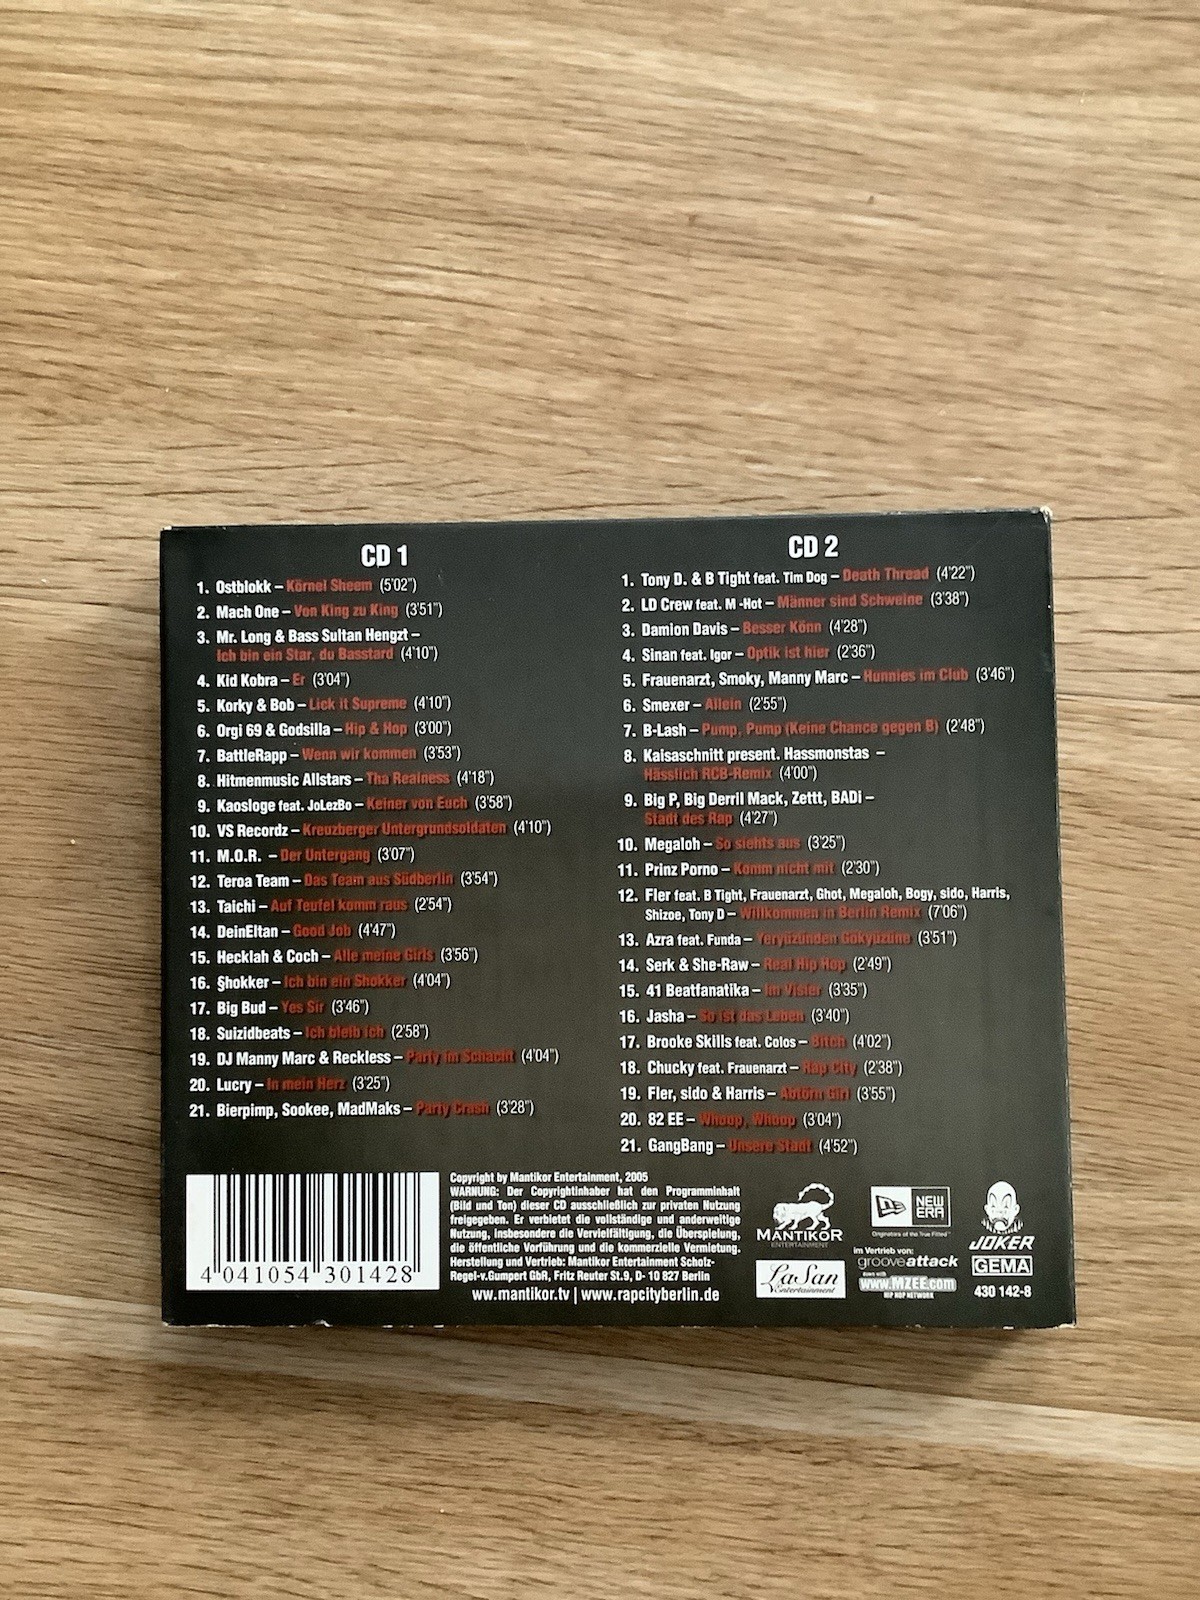 CD 1
1. Ostblokk – Körnel Sheem (5'02")
2. Mach One – Von King zu King (3'51")
3. Mr. Long & Bass Sultan Hengzt –
Ich bin ein Star, du Basstard (4'10")
4. Kid Kobra – Er (3'04")
5. Korky & Bob – Lick it Supreme (4'10")
6. Orgi 69 & Godsilla – Hip & Hop (3'00")
7. BattleRapp – Wenn wir kommen (3'53")
8. Hitmenmusic Allstars – Tha Realness (4'18")
9. Kaosloge feat. JoLezBo – Keiner von Euch (3'58")
10. VS Recordz – Kreuzberger Untergrundsoldaten (4'10")
11. M.O.R. – Der Untergang (3'07")
12. Teroa Team – Das Team aus Südberlin (3'54")
13. Taichi – Auf Teufel komm raus (2'54")
14. DeinEltan – Good Job (4'47")
15. Hecklah & Coch – Alle meine Girls (3'56")
16. §hokker – Ich bin ein Shokker (4'04")
17. Big Bud – Yes Sir (3'46")
18. Suizidbeats – Ich bleib ich (2'58")
19. DJ Manny Marc & Reckless – Party im Schacht (4'04")
20. Lucry – In mein Herz (3'25")
21. Bierpimp, Sookee, MadMaks – Party Crash (3'28")
CD 2
1. Tony D. & B Tight feat. Tim Dog – Death Thread (4'22")
2. LD Crew feat. M -Hot – Männer sind Schweine (3'38")
3. Damion Davis – Besser Könn (4'28")
4. Sinan feat. Igor – Optik ist hier (2'36")
5. Frauenarzt, Smoky, Manny Marc – Hunnies im Club (3'46")
6. Smexer – Allein (2'55")
7. B-Lash – Pump, Pump (Keine Chance gegen B) (2'48")
8. Kaisaschnitt present. Hassmonstas –
Hässlich RCB-Remix (4'00")
9. Big P, Big Derril Mack, Zettt, BADi –
Stadt des Rap (4'27")
10. Megaloh – So siehts aus (3'25")
11. Prinz Porno – Komm nicht mit (2'30")
12. Fler feat. B Tight, Frauenarzt, Ghot, Megaloh, Bogy, sido, Harris,
Shizoe, Tony D – Willkommen in Berlin Remix (7'06")
13. Azra feat. Funda – Yeryüzünden Gökyüzüne (3'51")
14. Serk & She-Raw – Real Hip Hop (2'49")
15. 41 Beatfanatika – Im Visier (3'35")
16. Jasha – So ist das Leben (3'40")
17. Brooke Skills feat. Colos – Bitch (4'02")
18. Chucky feat. Frauenarzt – Rap City (2'38")
19. Fler, sido & Harris – Abtörn Girl (3'55")
20. 82 EE – Whoop, Whoop (3'04")
21. GangBang – Unsere Stadt (4'52")
4 041054 301428
Copyright by Mantikor Entertainment, 2005
WARNUNG: Der Copyrightinhaber hat den Programminhalt
(Bild und Ton) dieser CD ausschließlich zur privaten Nutzung
freigegeben. Er verbietet die vollständige und anderweitige
Nutzung, insbesondere die Vervielfältigung, die Überspielung,
die öffentliche Vorführung und die kommerzielle Vermietung.
Herstellung und Vertrieb: Mantikor Entertainment Scholz-
Regel-v.Gumpert GbR, Fritz Reuter St.9, D- 10 827 Berlin
www.mantikor.tv | www.rapcityberlin.de
MANTIKOR
ENTERTAINMENT
LaSan
Entertainment
NEW
ERA
Originators of the True Fitted
im Vertrieb von:
grooveattack
www.MZEE.com
HIP HOP NETWORK
JOKER
GEMA
430 142-8